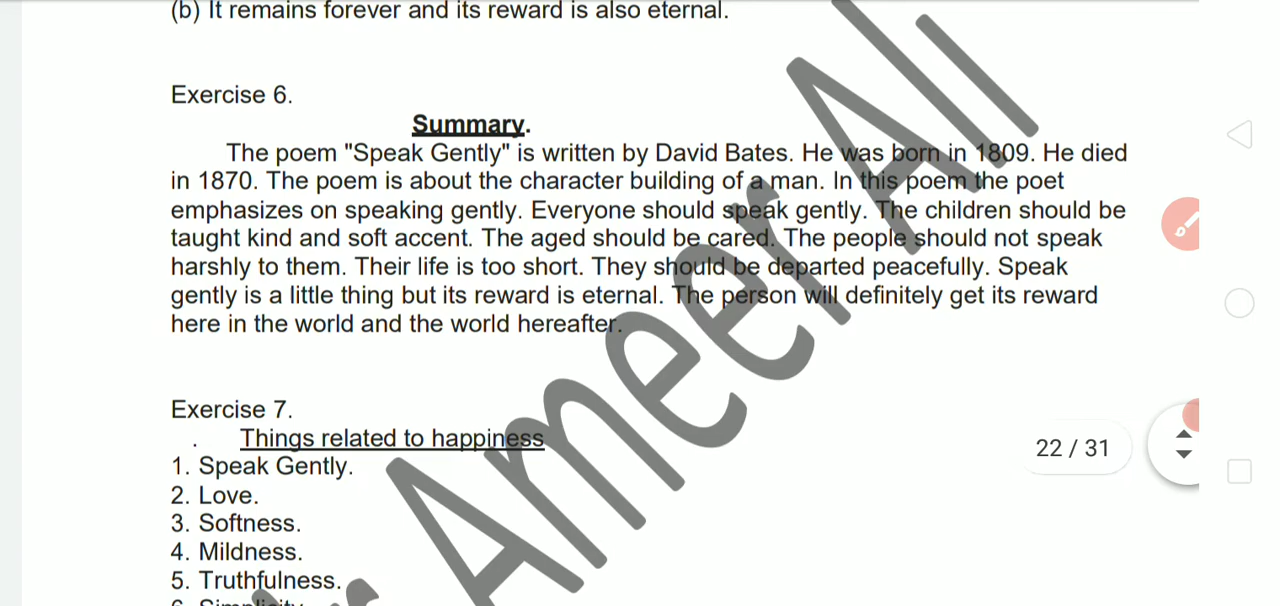 (b) It remains forever and its reward is also eternal.
Exercise 6.
Summary.
The poem "Speak Gently" is written by David Bates. He was born in 1809. He died
in 1870. The poem is about the character building of a man. In this poem the poet
emphasizes on speaking gently. Everyone should speak gently. The children should be
taught kind and soft accent. The aged should be cared. The people should not speak
harshly to them. Their life is too short. They should be departed peacefully. Speak
gently is a little thing but its reward is eternal. The person will definitely get its reward
here in the world and the world hereafter.
Exercise 7.
. Things related to happiness
1. Speak Gently.
2. Love.
3. Softness.
4. Mildness.
5. Truthfulness.
22 / 31
Ameer Ali